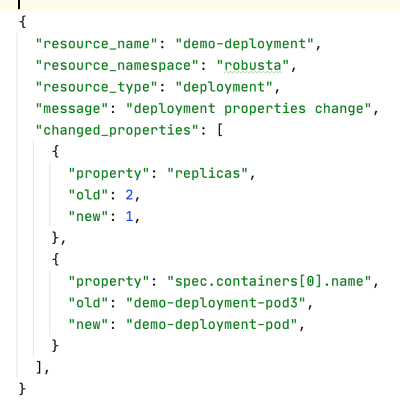 {
  "resource_name": "demo-deployment",
  "resource_namespace": "robusta",
  "resource_type": "deployment",
  "message": "deployment properties change",
  "changed_properties": [
    {
      "property": "replicas",
      "old": 2,
      "new": 1,
    },
    {
      "property": "spec.containers[0].name",
      "old": "demo-deployment-pod3",
      "new": "demo-deployment-pod",
    }
  ],
}